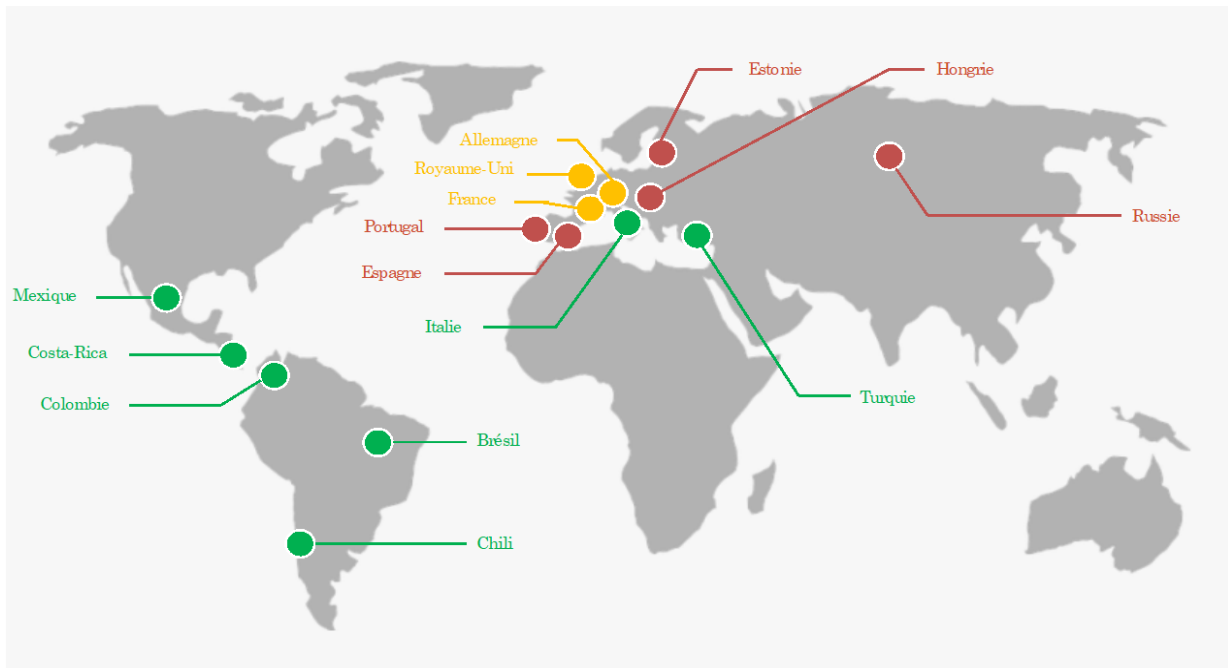 Estonie
Hongrie
Allemagne
Royaume-Uni
France
Portugal
Russie
Espagne
Mexique
Italie
Costa-Rica
Colombie
Turquie
Brésil
Chili